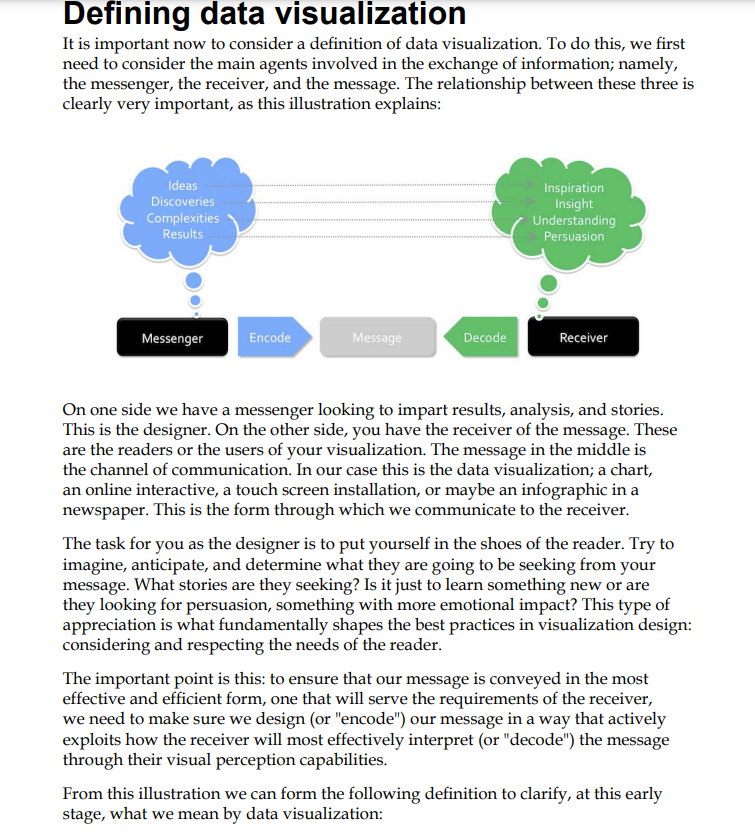 Defining data visualization
It is important now to consider a definition of data visualization. To do this, we first
need to consider the main agents involved in the exchange of information; namely,
the messenger, the receiver, and the message. The relationship between these three is
clearly very important, as this illustration explains:
Ideas
Discoveries
Complexities
Results
Inspiration
Insight
Understanding
Persuasion
Messenger
Encode
Message
Decode
Receiver
On one side we have a messenger looking to impart results, analysis, and stories.
This is the designer. On the other side, you have the receiver of the message. These
are the readers or the users of your visualization. The message in the middle is
the channel of communication. In our case this is the data visualization; a chart,
an online interactive, a touch screen installation, or maybe an infographic in a
newspaper. This is the form through which we communicate to the receiver.
The task for you as the designer is to put yourself in the shoes of the reader. Try to
imagine, anticipate, and determine what they are going to be seeking from your
message. What stories are they seeking? Is it just to learn something new or are
they looking for persuasion, something with more emotional impact? This type of
appreciation is what fundamentally shapes the best practices in visualization design:
considering and respecting the needs of the reader.
The important point is this: to ensure that our message is conveyed in the most
effective and efficient form, one that will serve the requirements of the receiver,
we need to make sure we design (or "encode") our message in a way that actively
exploits how the receiver will most effectively interpret (or "decode") the message
through their visual perception capabilities.
From this illustration we can form the following definition to clarify, at this early
stage, what we mean by data visualization: